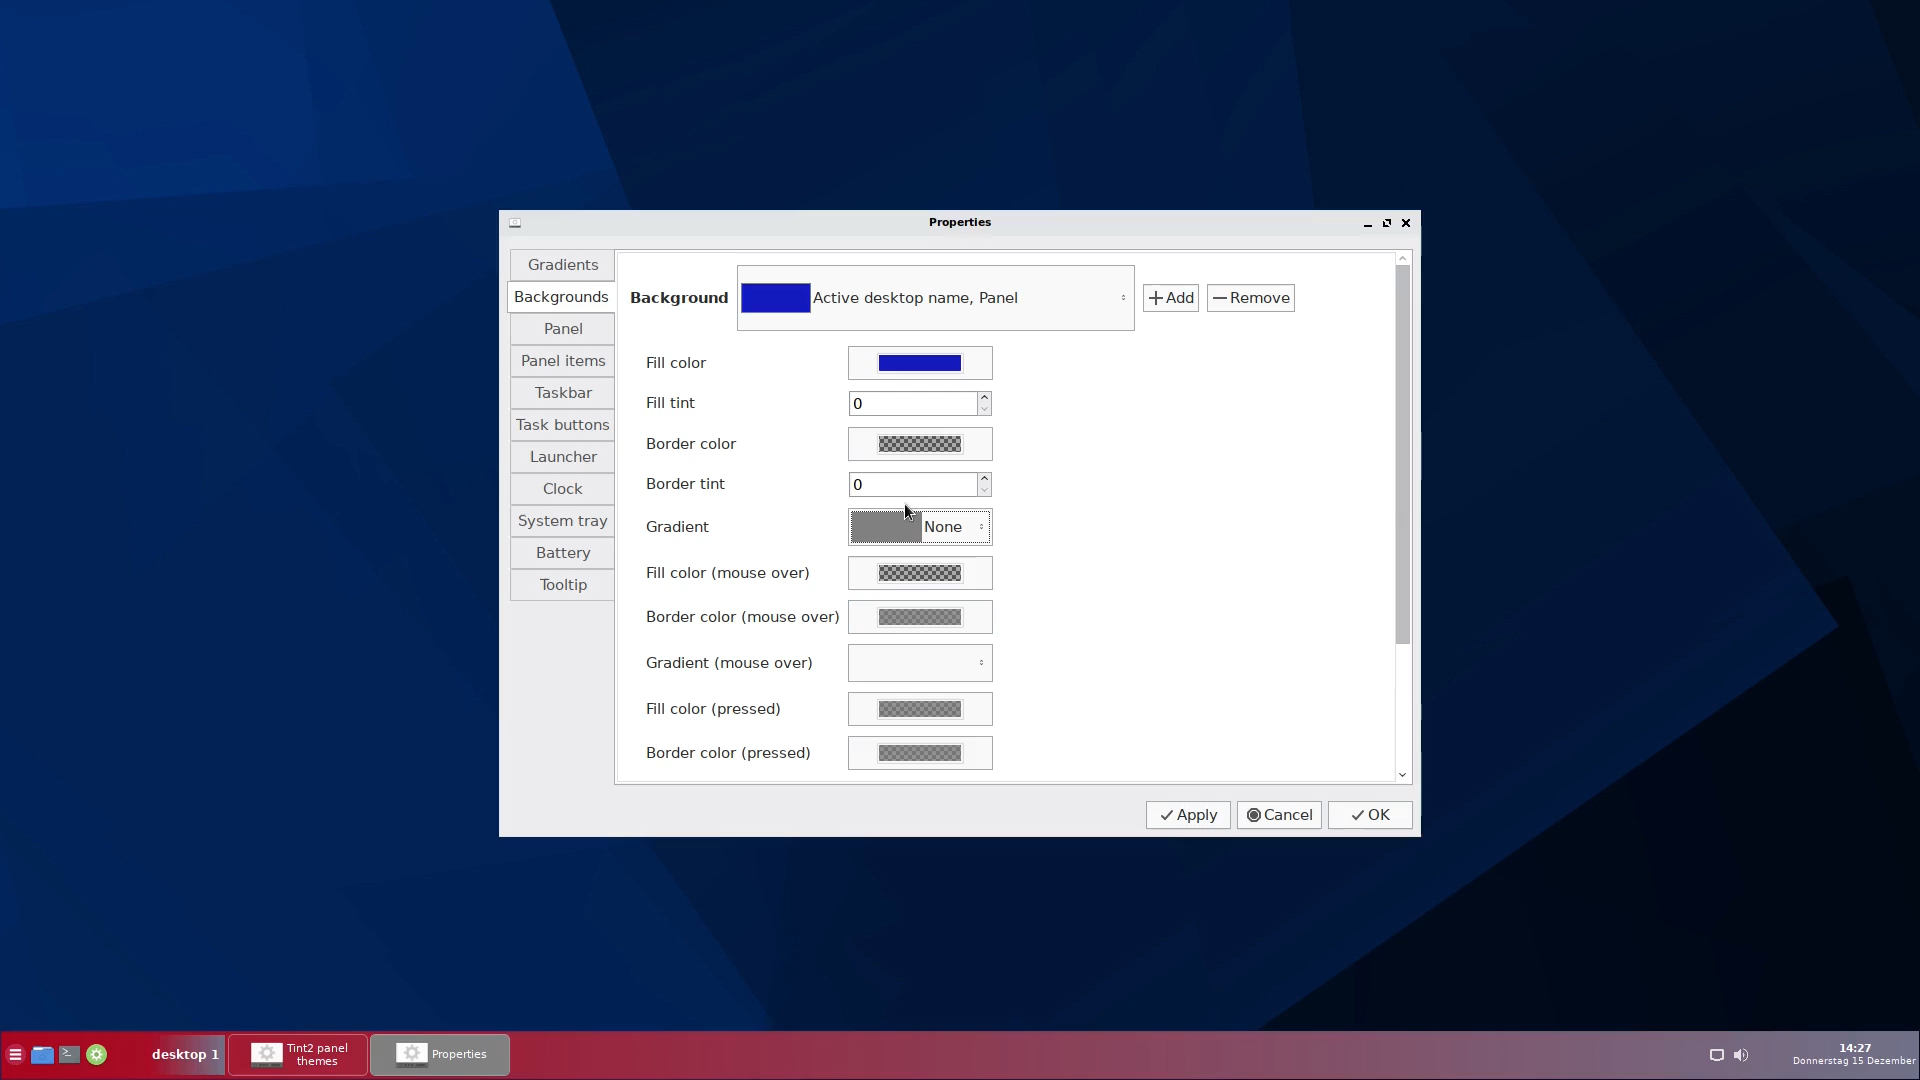 Properties
Gradients
Backgrounds
Panel
Panel items
Taskbar
Task buttons
Launcher
Clock
System tray
Battery
Tooltip
Background Active desktop name, Panel Add Remove
Fill color
Fill tint 0
Border color
Border tint 0
Gradient None
Fill color (mouse over)
Border color (mouse over)
Gradient (mouse over)
Fill color (pressed)
Border color (pressed)
Apply Cancel OK
desktop 1
Tint2 panel
themes
Properties
14:27
Donnerstag 15 Dezember